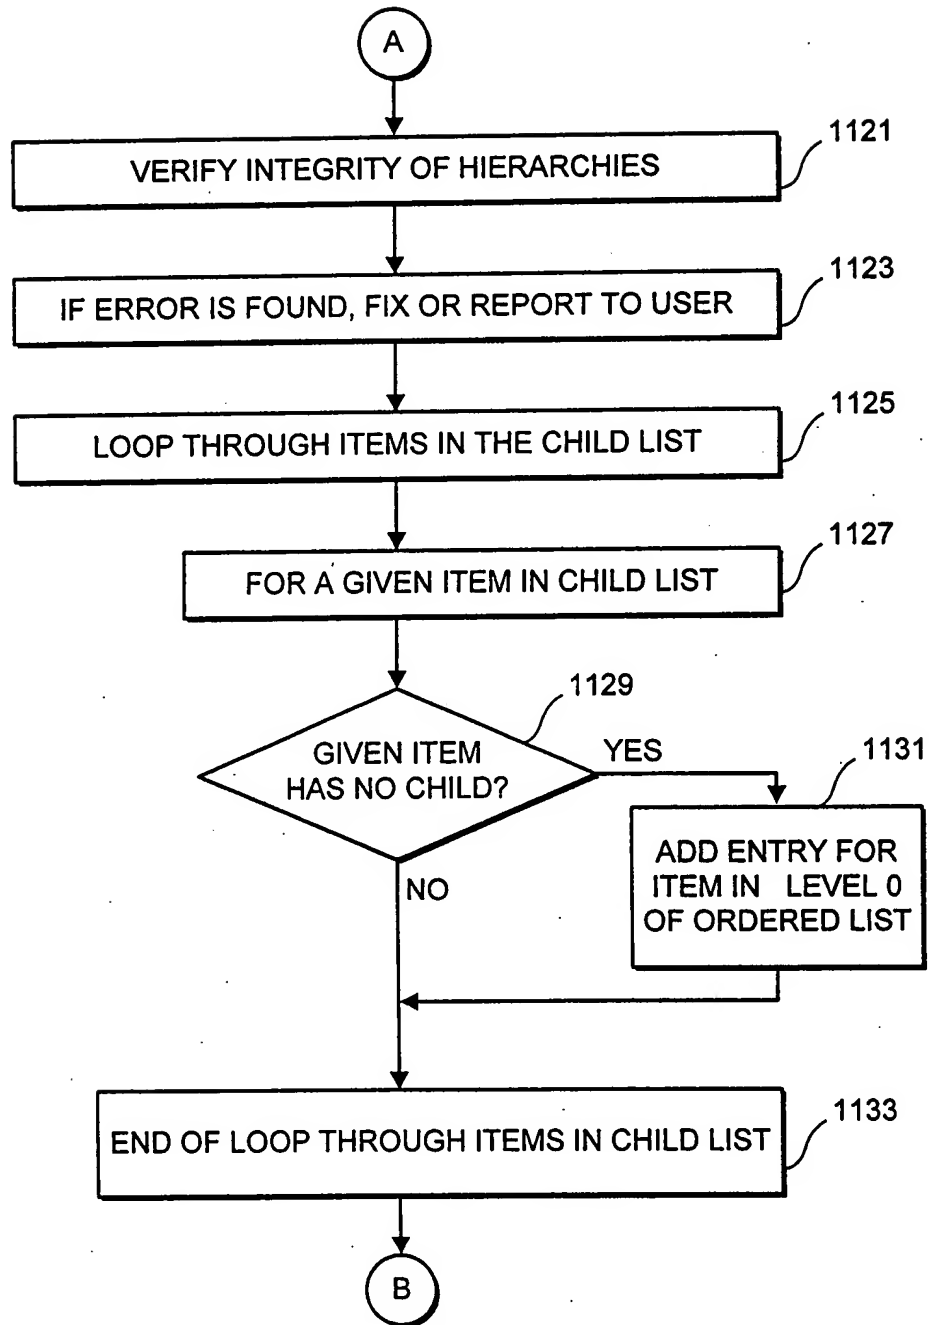 A
1121
VERIFY INTEGRITY OF HIERARCHIES
1123
IF ERROR IS FOUND, FIX OR REPORT TO USER
1125
LOOP THROUGH ITEMS IN THE CHILD LIST
1127
FOR A GIVEN ITEM IN CHILD LIST
1129
GIVEN ITEM
HAS NO CHILD?
YES
1131
ADD ENTRY FOR
ITEM IN LEVEL 0
OF ORDERED LIST
NO
1133
END OF LOOP THROUGH ITEMS IN CHILD LIST
B